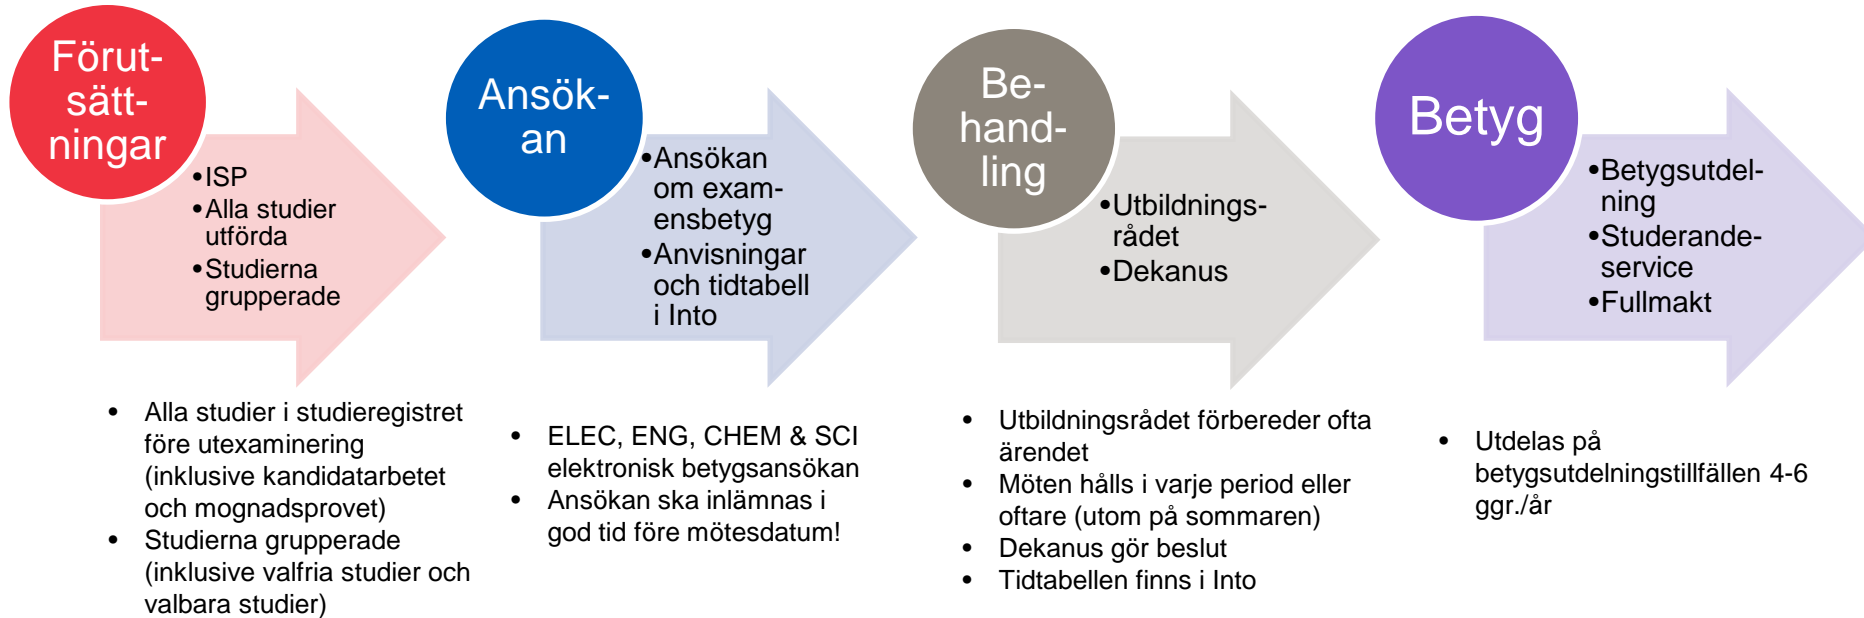 Förut-
sätt-
ningar
•ISP
•Alla studier
utförda
•Studierna
grupperade
• Alla studier i studieregistret
före utexaminering
(inklusive kandidatarbetet
och mognadsprovet)
• Studierna grupperade
(inklusive valfria studier och
valbara studier)
Ansök-
an
•Ansökan
om exam-
ensbetyg
•Anvisningar
och tidtabell
i Into
• ELEC, ENG, CHEM & SCI
elektronisk betygsansökan
• Ansökan ska inlämnas i
god tid före mötesdatum!
Be-
hand-
ling
•Utbildnings-
rådet
•Dekanus
• Utbildningsrådet förbereder ofta
ärendet
• Möten hålls i varje period eller
oftare (utom på sommaren)
• Dekanus gör beslut
• Tidtabellen finns i Into
Betyg
•Betygsutdel-
ning
•Studerande-
service
•Fullmakt
• Utdelas på
betygsutdelningstillfällen 4-6
ggr./år